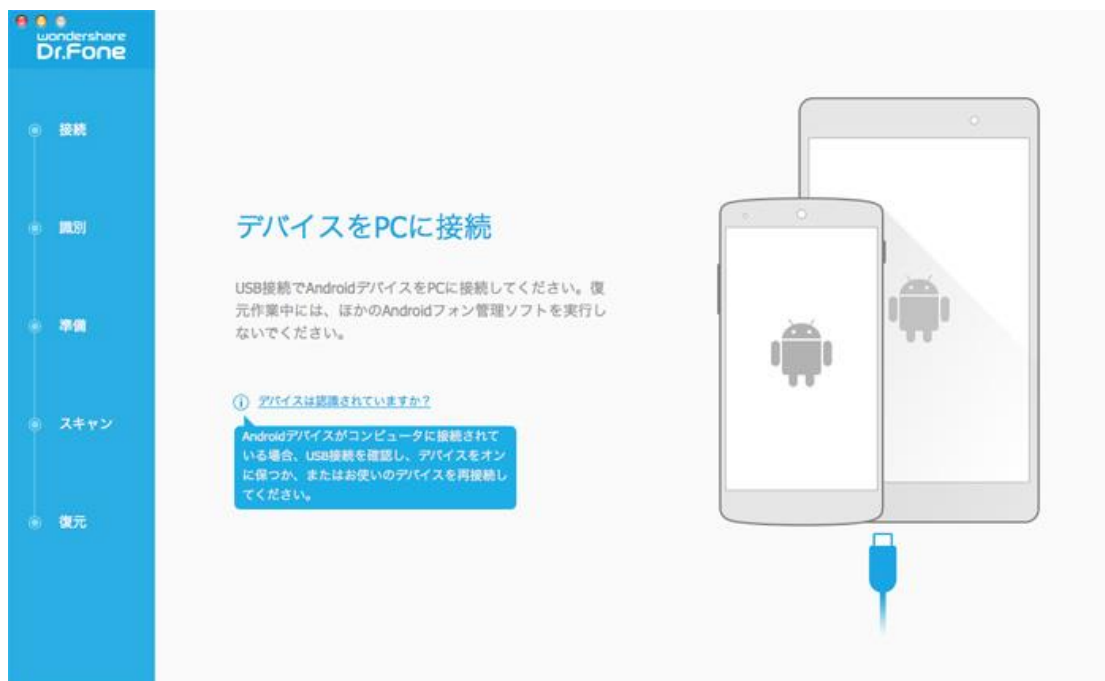 wondershare
Dr.Fone
接続
識別
準備
スキャン
復元
デバイスをPCに接続
USB接続でAndroidデバイスをPCに接続してください。復
元作業中には、ほかのAndroidフォン管理ソフトを実行し
ないでください。
デバイスは認識されていますか？
Androidデバイスがコンピュータに接続されて
いる場合、USB接続を確認し、デバイスをオン
に保つか、またはお使いのデバイスを再接続し
てください。